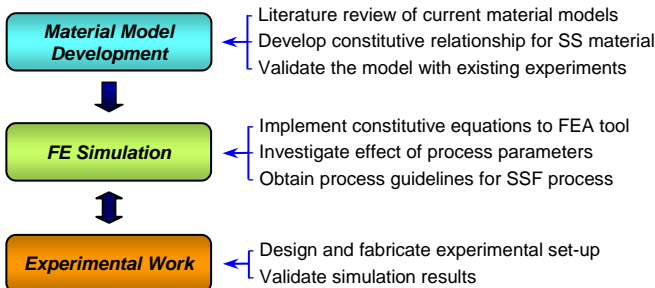 Material Model
Development
Literature review of current material models
Develop constitutive relationship for SS material
Validate the model with existing experiments
FE Simulation
Implement constitutive equations to FEA tool
Investigate effect of process parameters
Obtain process guidelines for SSF process
Experimental Work
Design and fabricate experimental set-up
Validate simulation results